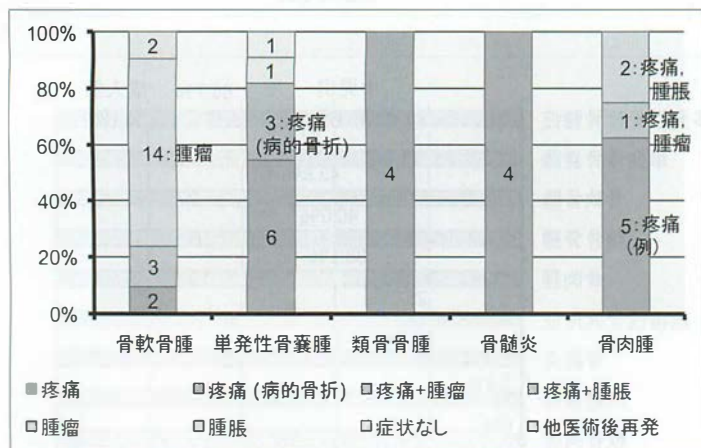 100%
80%
60%
40%
20%
0%
2
14：腫瘤
3
2
1
1
3：疼痛
(病的骨折)
6
4
4
2：疼痛，
腫脹
1：疼痛，
腫瘤
5：疼痛
(例)
骨軟骨腫 単発性骨嚢腫 類骨骨腫 骨髄炎 骨肉腫
疼痛 疼痛 (病的骨折) 疼痛+腫瘤 疼痛+腫脹
腫瘤 腫脹 症状なし 他医術後再発